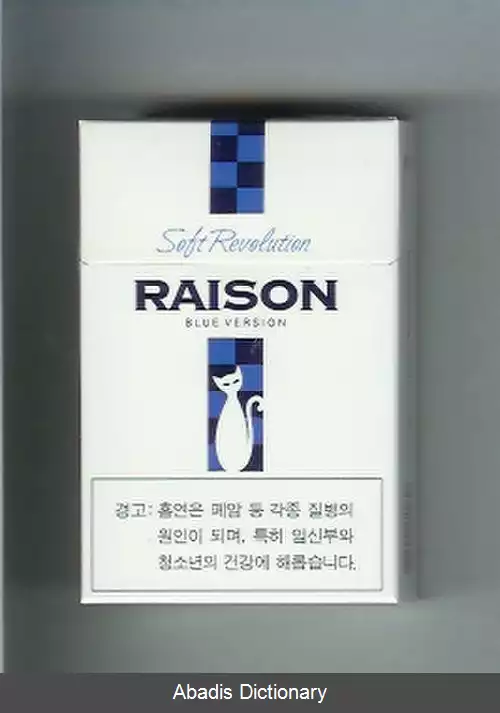 Soft Revolution
RAISON
BLUE VERSION
경고: 흡연은 폐암 등 각종 질병의
원인이 되며, 특히 임신부와
청소년의 건강에 해롭습니다.
Abadis Dictionary